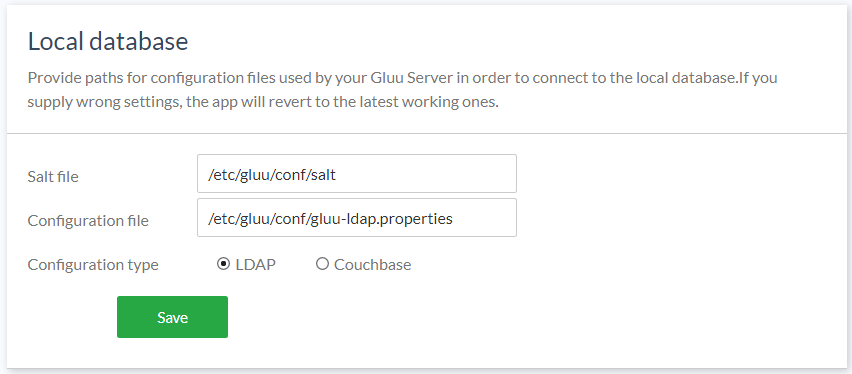 Local database
Provide paths for configuration files used by your Gluu Server in order to connect to the local database.If you
supply wrong settings, the app will revert to the latest working ones.
Salt file
/etc/gluu/conf/salt
Configuration file
/etc/gluu/conf/gluu-ldap.properties
Configuration type
LDAP
Couchbase
Save